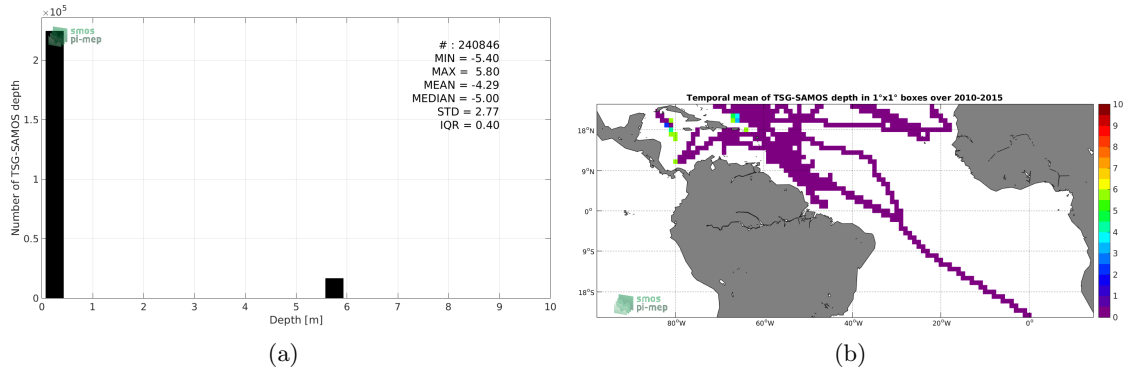 ×10⁵
smos
pi-mep
# : 240846
MIN = -5.40
MAX = 5.80
MEAN = -4.29
MEDIAN = -5.00
STD = 2.77
IQR = 0.40
Number of TSG-SAMOS depth
2
1.5
1
0.5
0
0 1 2 3 4 5 6 7 8 9 10
Depth [m]
(a)
Temporal mean of TSG-SAMOS depth in 1°x1° boxes over 2010-2015
18°N
9°N
0°
9°S
18°S
80°W 60°W 40°W 20°W 0°
smos
pi-mep
10
9
8
7
6
5
4
3
2
1
0
(b)